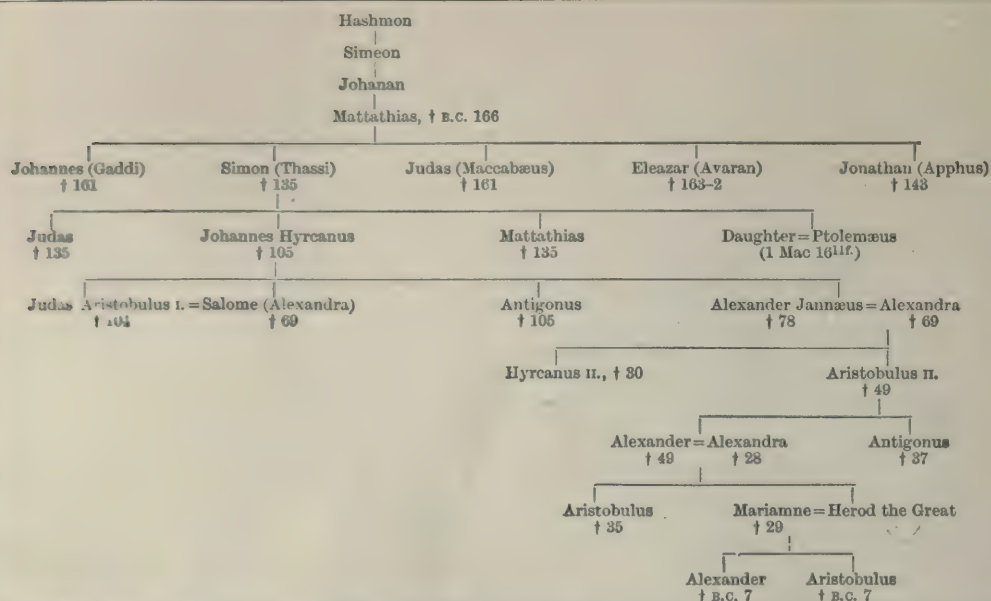 Hashmon
Simeon
Johanan
Mattathias, † B.C. 166
Johannes (Gaddi) Simon (Thassi) Judas (Maccabæus) Eleazar (Avaran) Jonathan (Apphus)
† 161 † 135 † 161 † 163-2 † 143
Judas Johannes Hyrcanus Mattathias Daughter=Ptolemæus
† 135 † 105 † 135 (1 Mac 16¹¹ᶠ·)
Judas Aristobulus I.=Salome (Alexandra) Antigonus Alexander Jannæus=Alexandra
† 104 † 69 † 105 † 78 † 69
Hyrcanus II., † 30 Aristobulus II.
† 49
Alexander=Alexandra Antigonus
† 49 † 28 † 37
Aristobulus Mariamne=Herod the Great
† 35 † 29
Alexander Aristobulus
† B.C. 7 † B.C. 7